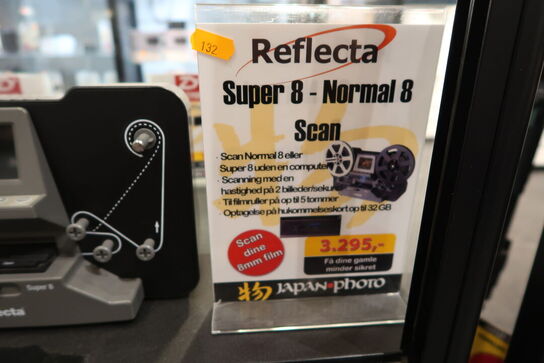 132
Reflecta
Super 8 - Normal 8
Scan
· Scan Normal 8 eller
Super 8 uden en computer
· Scanning med en
hastighed på 2 billeder/sekund
· Til filmruller på op til 5 tommer
· Optagelse på hukommelseskort op til 32 GB
物
Scan
dine
8mm film
3.295,-
Få dine gamle
minder sikret
物 JAPAN•PHOTO
Super 8